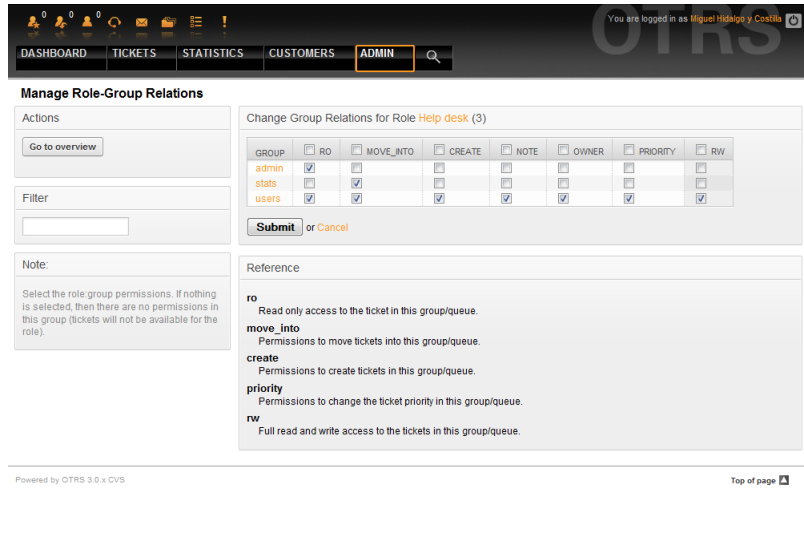 0 0 0
You are logged in as Miguel Hidalgo y Costilla
OTRS
DASHBOARD TICKETS STATISTICS CUSTOMERS ADMIN
Manage Role-Group Relations
Actions
Go to overview
Filter
Note:
Select the role:group permissions. If nothing
is selected, then there are no permissions in
this group (tickets will not be available for the
role).
Change Group Relations for Role Help desk (3)
GROUP RO MOVE_INTO CREATE NOTE OWNER PRIORITY RW
admin
stats
users
Submit or Cancel
Reference
ro
Read only access to the ticket in this group/queue.
move_into
Permissions to move tickets into this group/queue.
create
Permissions to create tickets in this group/queue.
priority
Permissions to change the ticket priority in this group/queue.
rw
Full read and write access to the tickets in this group/queue.
Powered by OTRS 3.0.x CVS
Top of page